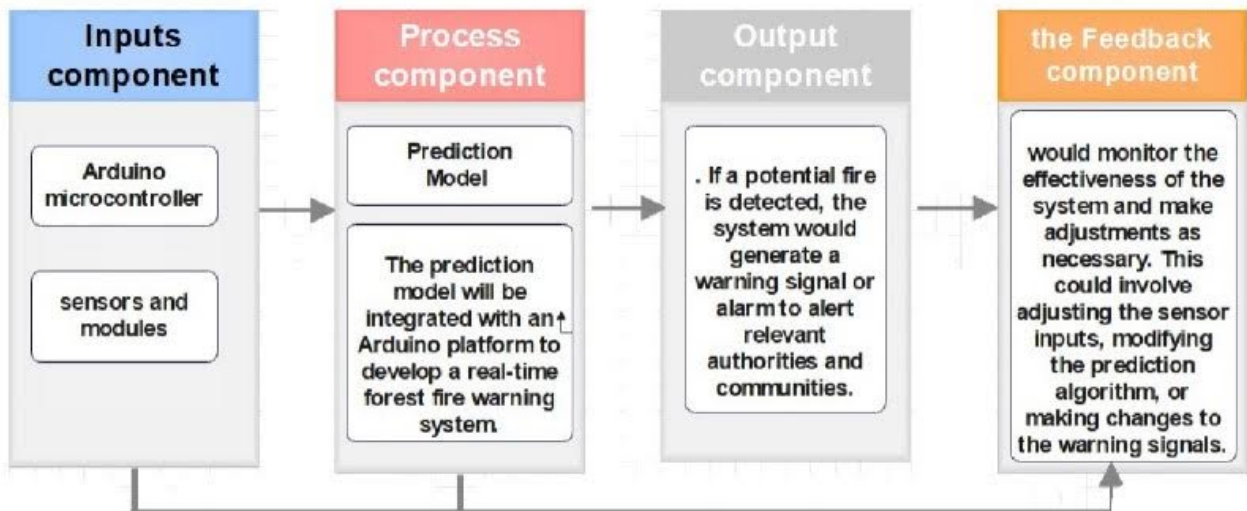 Inputs
component
Arduino
microcontroller
sensors and
modules
Process
component
Prediction
Model
The prediction
model will be
integrated with an
Arduino platform to
develop a real-time
forest fire warning
system.
Output
component
. If a potential fire
is detected, the
system would
generate a
warning signal or
alarm to alert
relevant
authorities and
communities.
the Feedback
component
would monitor the
effectiveness of the
system and make
adjustments as
necessary. This
could involve
adjusting the sensor
inputs, modifying
the prediction
algorithm, or
making changes to
the warning signals.